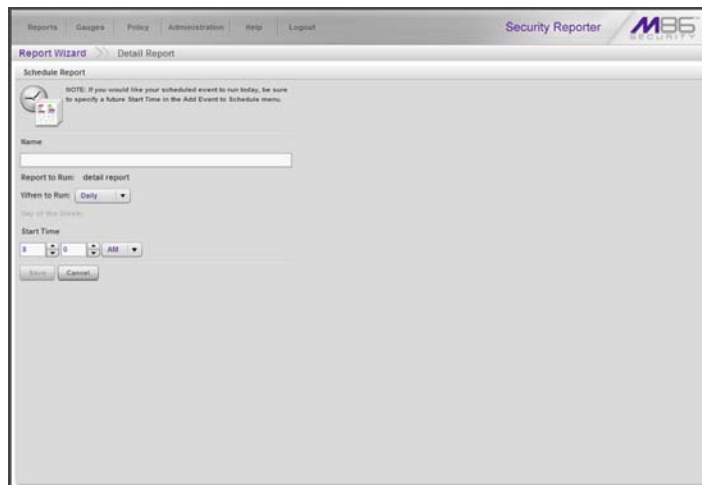 Reports Gauges Policy Administration Help Logout
Security Reporter
M86 SECURITY
Report Wizard Detail Report
Schedule Report
NOTE: If you would like your scheduled event to run today, be sure
to specify a future Start Time in the Add Event to Schedule menu.
Name
Report to Run: detail report
When to Run: Daily
Day of the Week:
Start Time
8 0 AM
Save Cancel